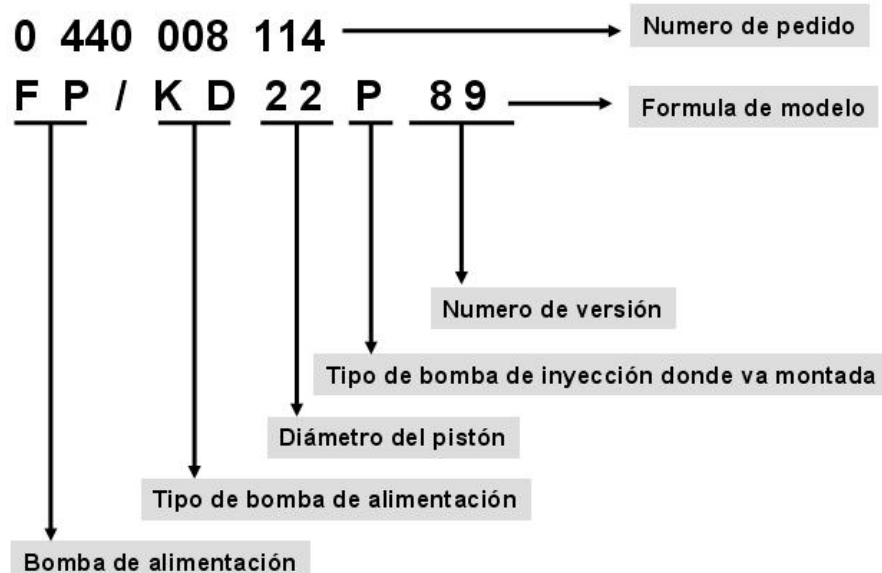 0 440 008 114
Numero de pedido
F P / K D 2 2 P 8 9
Formula de modelo
Numero de versión
Tipo de bomba de inyección donde va montada
Diámetro del pistón
Tipo de bomba de alimentación
Bomba de alimentación